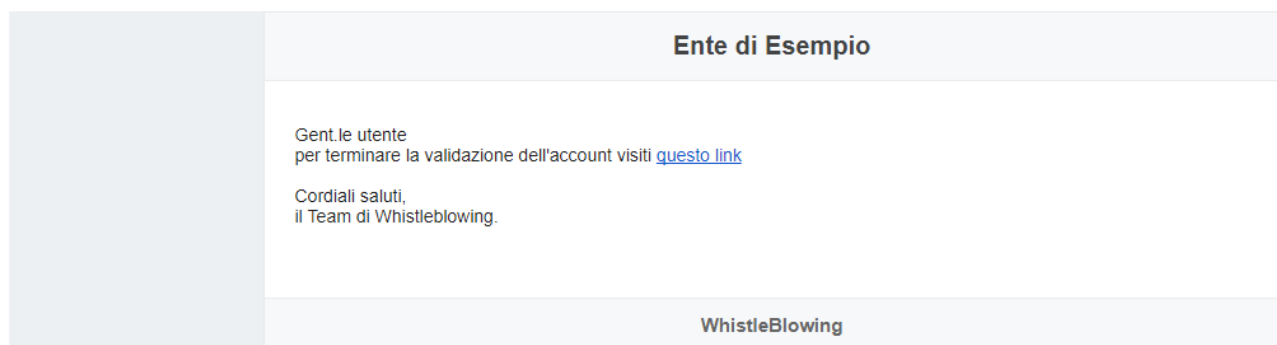 Ente di Esempio
Gent.le utente
per terminare la validazione dell'account visiti questo link
Cordiali saluti,
il Team di Whistleblowing.
WhistleBlowing